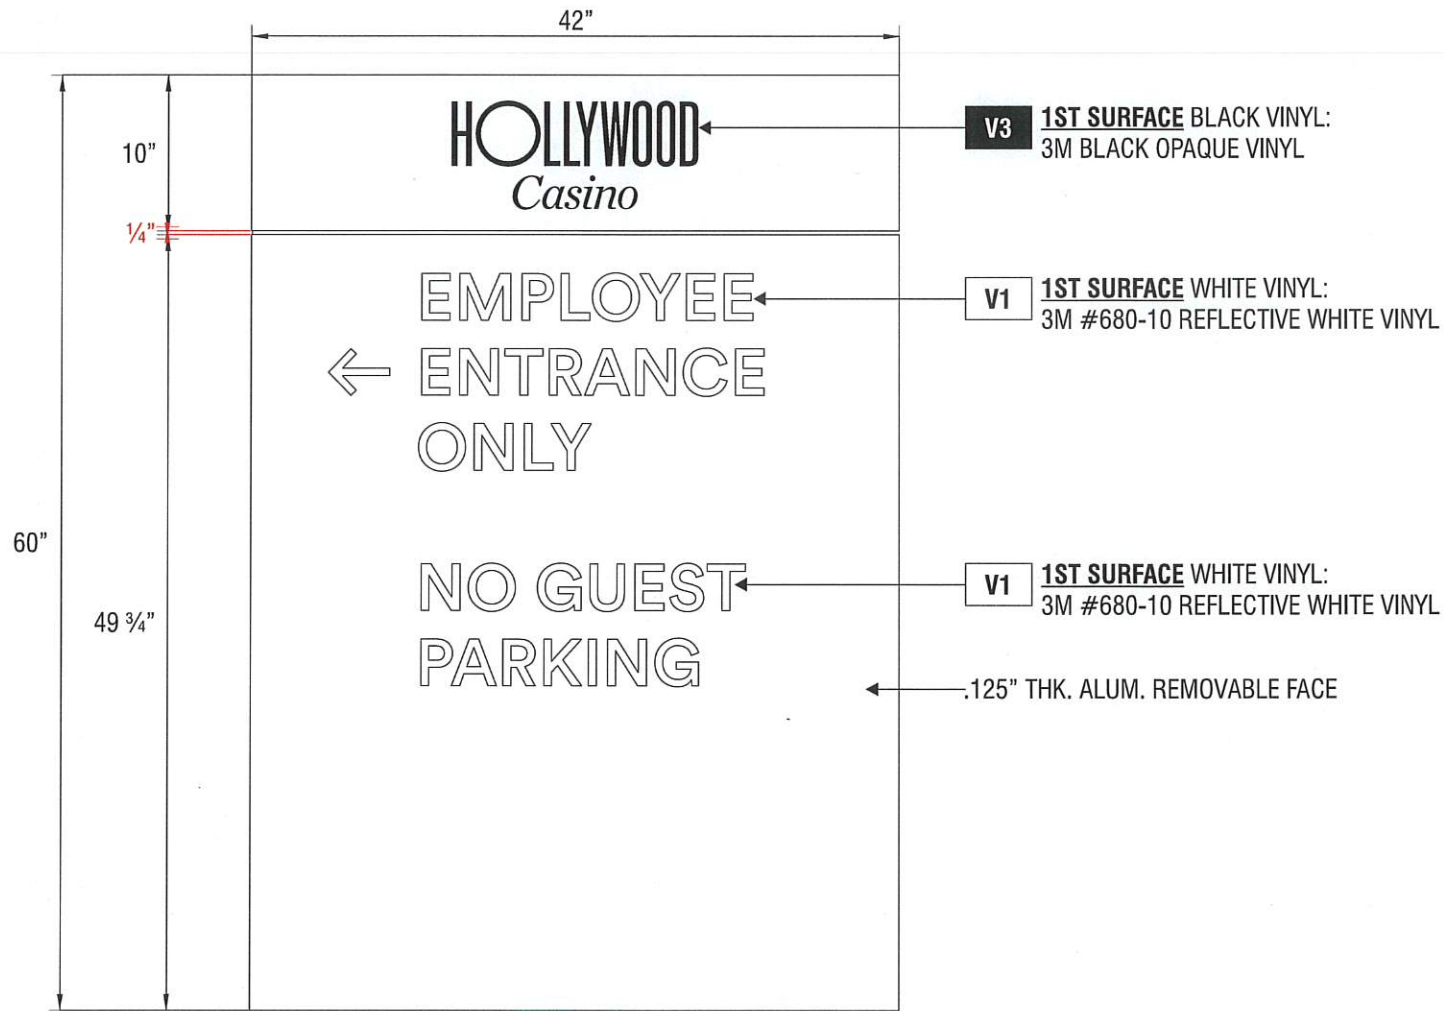 42”
10”
¼”
60”
49 ¾”
HOLLYWOOD
Casino
V3
1ST SURFACE BLACK VINYL:
3M BLACK OPAQUE VINYL
EMPLOYEE
← ENTRANCE
ONLY
V1
1ST SURFACE WHITE VINYL:
3M #680-10 REFLECTIVE WHITE VINYL
NO GUEST
PARKING
V1
1ST SURFACE WHITE VINYL:
3M #680-10 REFLECTIVE WHITE VINYL
.125” THK. ALUM. REMOVABLE FACE